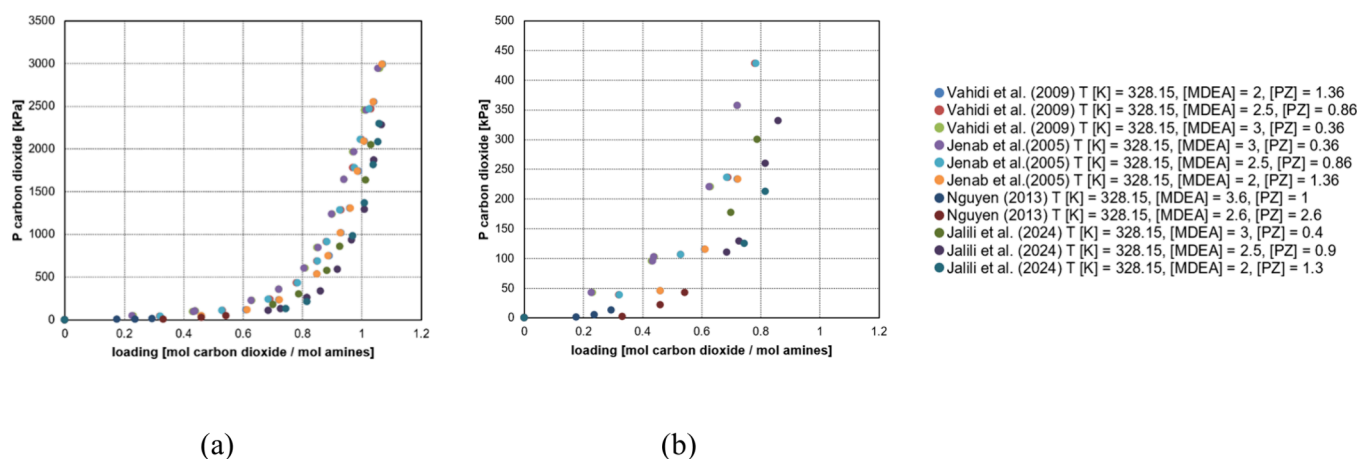 3500
3000
2500
2000
1500
1000
500
0
P carbon dioxide [kPa]
0 0.2 0.4 0.6 0.8 1 1.2
loading [mol carbon dioxide / mol amines]
(a)
500
450
400
350
300
250
200
150
100
50
0
P carbon dioxide [kPa]
0 0.2 0.4 0.6 0.8 1 1.2
loading [mol carbon dioxide / mol amines]
(b)
Vahidi et al. (2009) T [K] = 328.15, [MDEA] = 2, [PZ] = 1.36
Vahidi et al. (2009) T [K] = 328.15, [MDEA] = 2.5, [PZ] = 0.86
Vahidi et al. (2009) T [K] = 328.15, [MDEA] = 3, [PZ] = 0.36
Jenab et al.(2005) T [K] = 328.15, [MDEA] = 3, [PZ] = 0.36
Jenab et al.(2005) T [K] = 328.15, [MDEA] = 2.5, [PZ] = 0.86
Jenab et al.(2005) T [K] = 328.15, [MDEA] = 2, [PZ] = 1.36
Nguyen (2013) T [K] = 328.15, [MDEA] = 3.6, [PZ] = 1
Nguyen (2013) T [K] = 328.15, [MDEA] = 2.6, [PZ] = 2.6
Jalili et al. (2024) T [K] = 328.15, [MDEA] = 3, [PZ] = 0.4
Jalili et al. (2024) T [K] = 328.15, [MDEA] = 2.5, [PZ] = 0.9
Jalili et al. (2024) T [K] = 328.15, [MDEA] = 2, [PZ] = 1.3